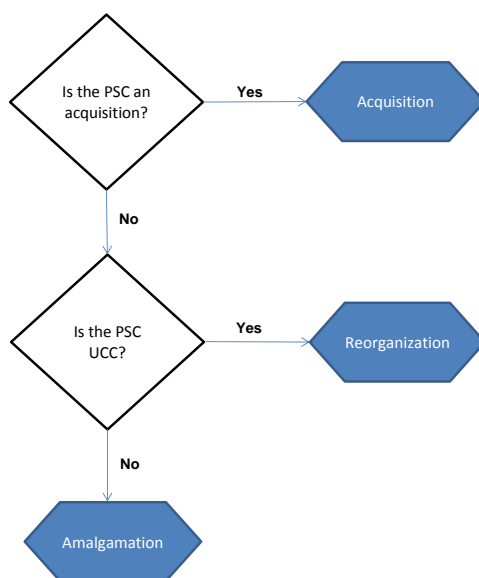 Is the PSC an
acquisition?
Yes
Acquisition
No
Is the PSC
UCC?
Yes
Reorganization
No
Amalgamation